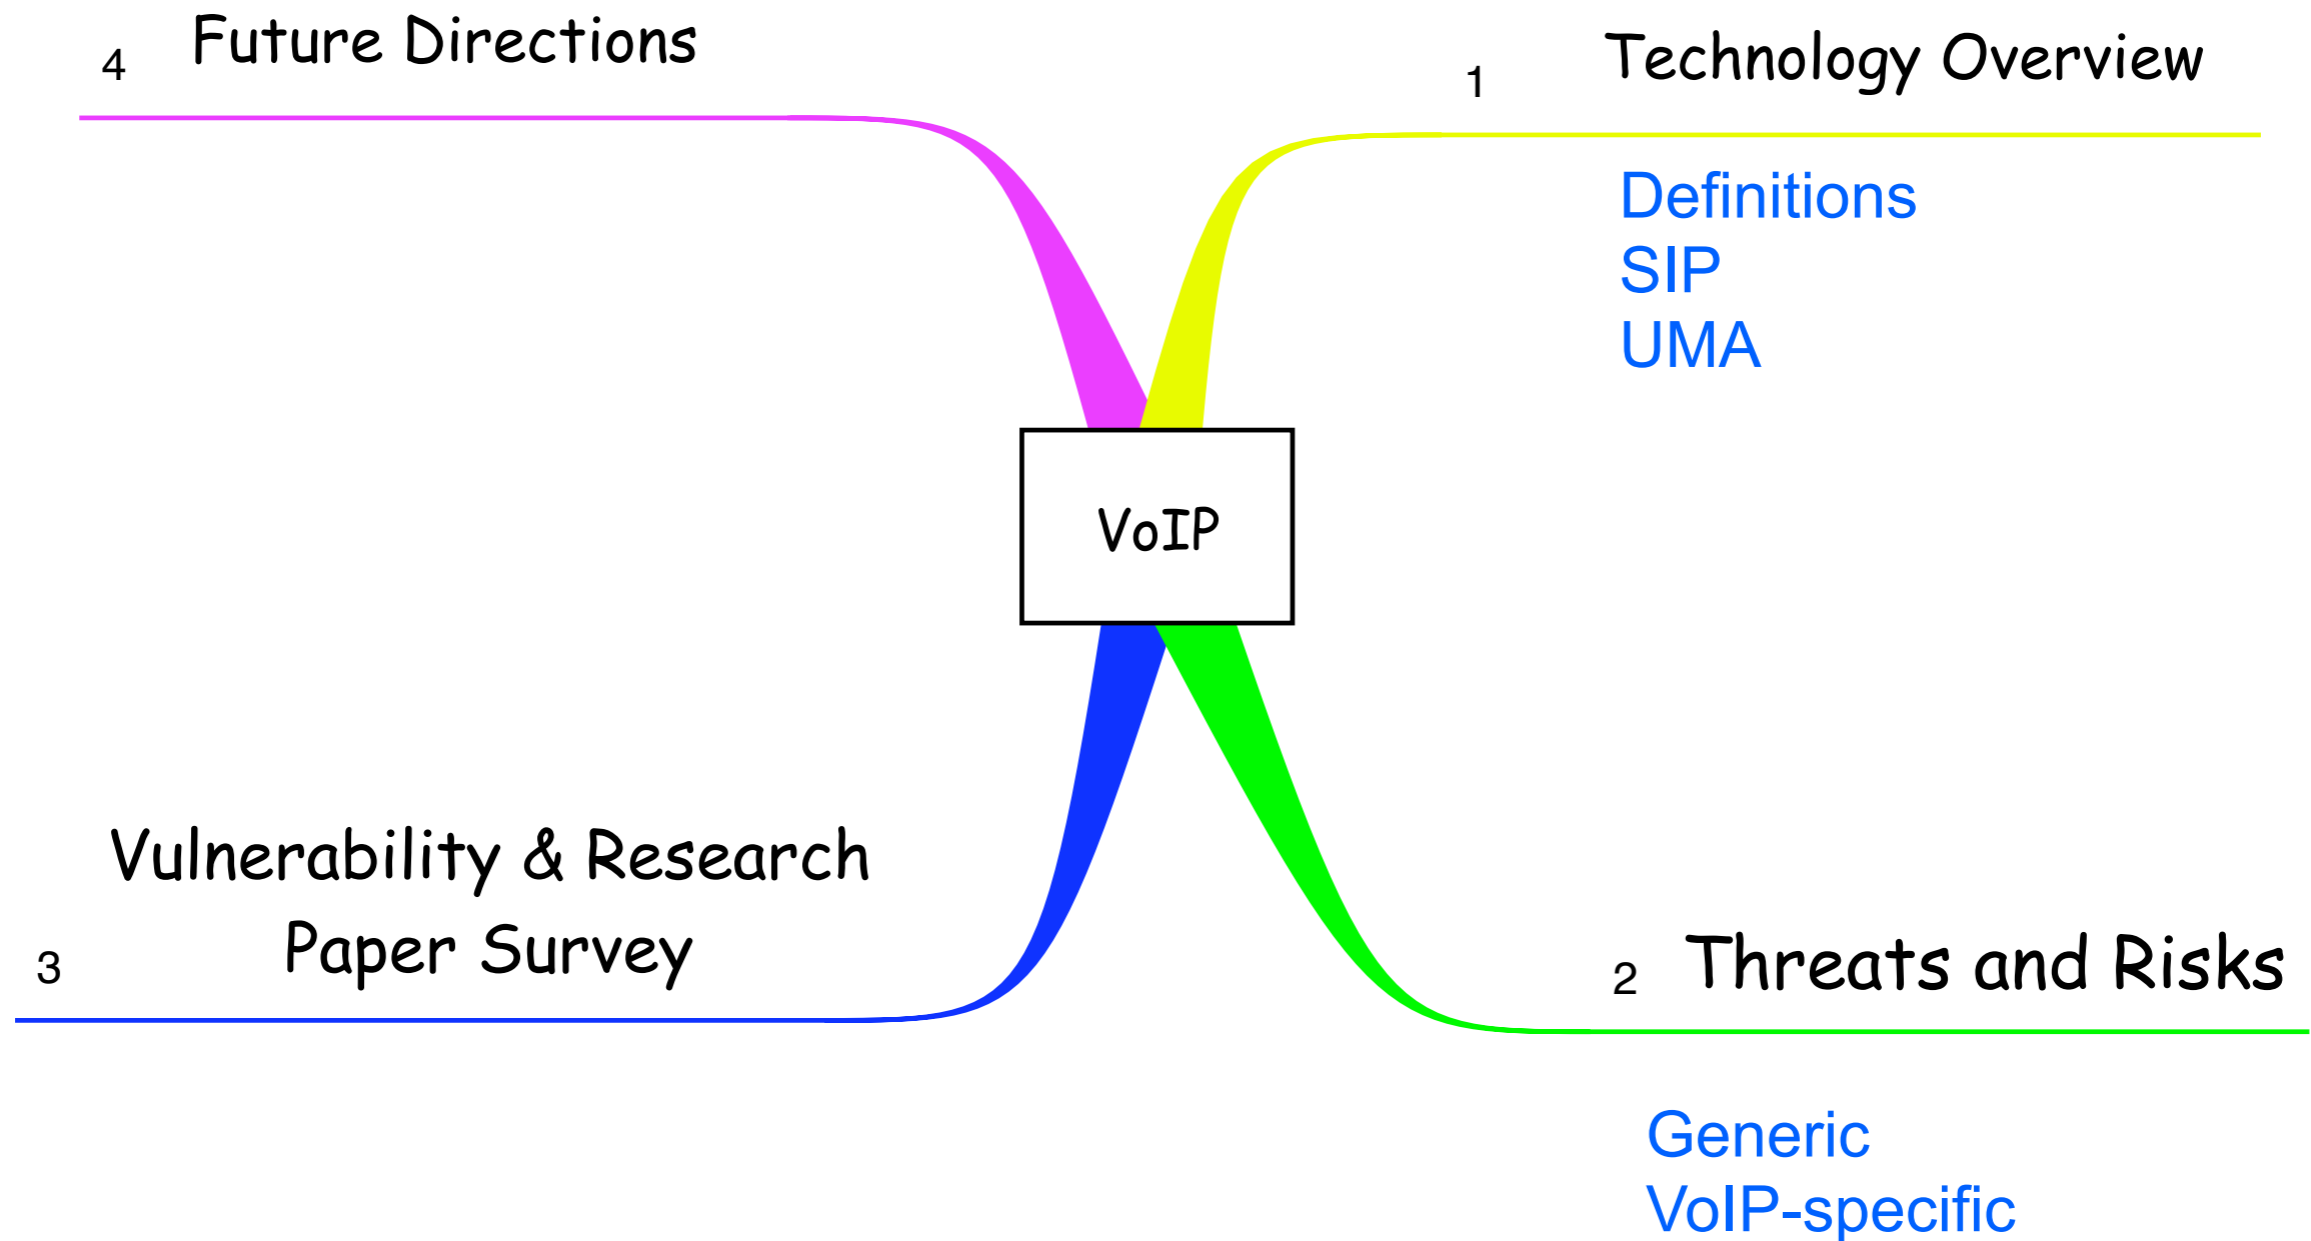 4 Future Directions
1 Technology Overview
Definitions
SIP
UMA
VoIP
Vulnerability & Research
3 Paper Survey
2 Threats and Risks
Generic
VoIP-specific